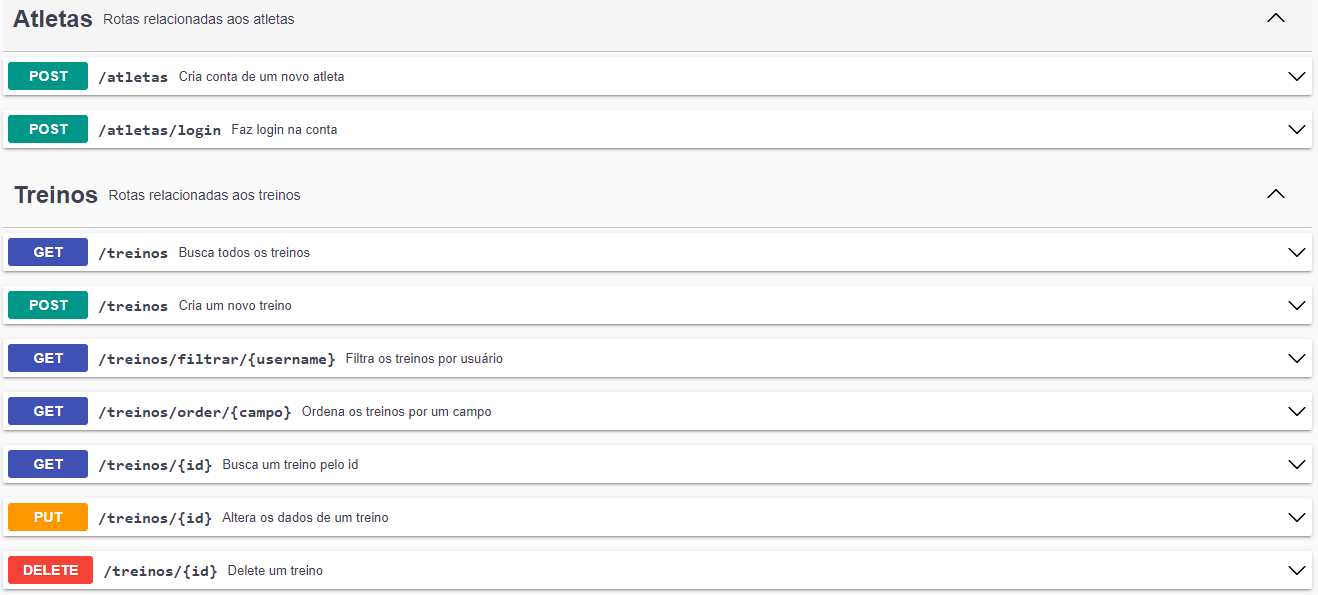 Atletas Rotas relacionadas aos atletas
POST /atletas Cria conta de um novo atleta
POST /atletas/login Faz login na conta
Treinos Rotas relacionadas aos treinos
GET /treinos Busca todos os treinos
POST /treinos Cria um novo treino
GET /treinos/filtrar/{username} Filtra os treinos por usuário
GET /treinos/order/{campo} Ordena os treinos por um campo
GET /treinos/{id} Busca um treino pelo id
PUT /treinos/{id} Altera os dados de um treino
DELETE /treinos/{id} Delete um treino